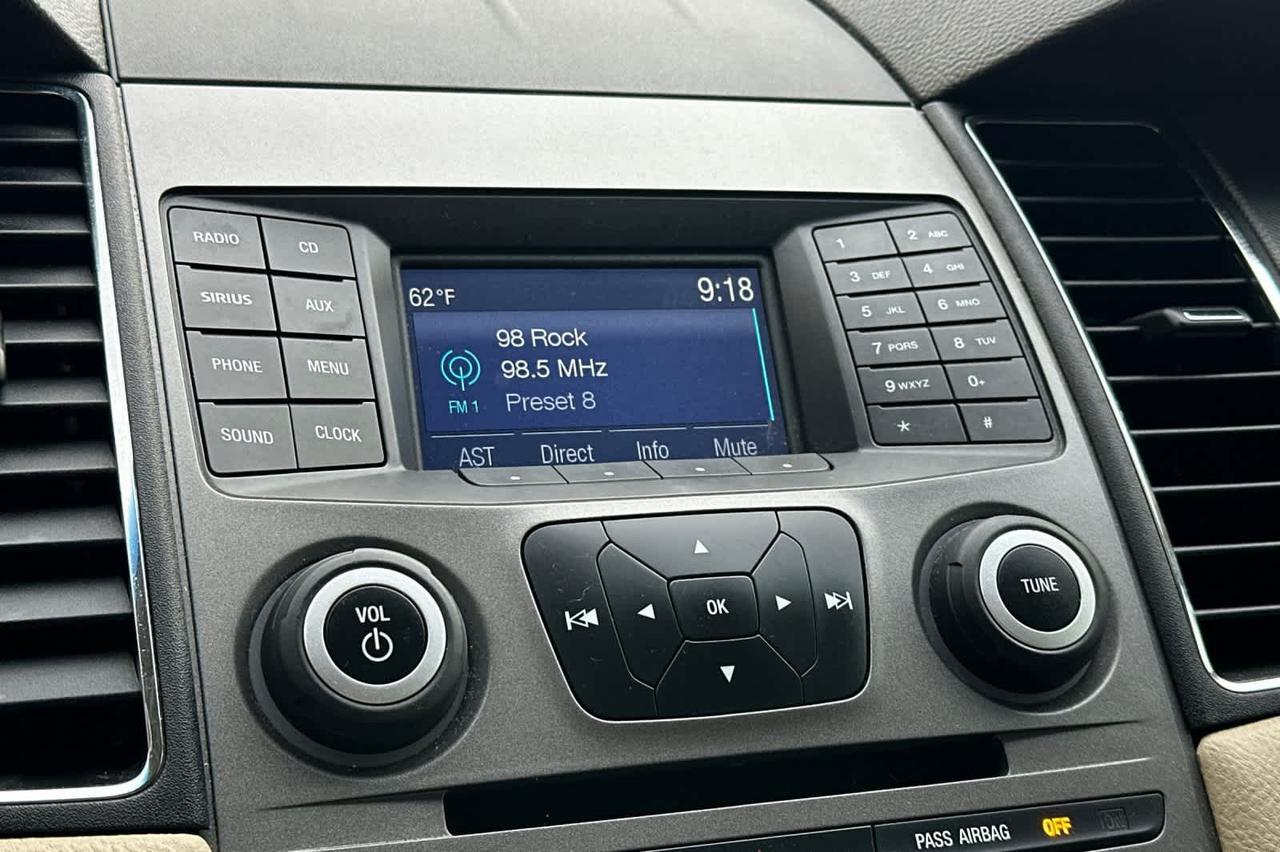 RADIO
CD
SIRIUS
AUX
PHONE
MENU
SOUND
CLOCK
62°F
9:18
98 Rock
98.5 MHz
FM 1
Preset 8
AST Direct Info Mute
1
2 ABC
3 DEF
4 GHI
5 JKL
6 MNO
7 PQRS
8 TUV
9 WXYZ
0+
*
#
VOL
OK
TUNE
PASS AIRBAG OFF ON